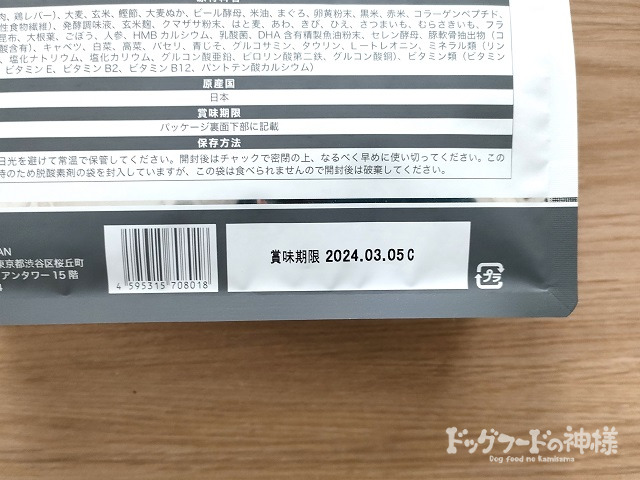 肉、鶏レバー)、大麦、玄米、鰹節、大麦ぬか、ビール酵母、米油、まぐろ、卵黄粉末、黒米、赤米、コラーゲンペプチド、
性食物繊維)、発酵調味液、玄米麹、クマザサ粉末、はと麦、あわ、きび、ひえ、さつまいも、むらさきいも、フラ
昆布、大根葉、ごぼう、人参、HMB カルシウム、乳酸菌、DHA 含有精製魚油粉末、セレン酵母、豚軟骨抽出物(コ
酸含有)、キャベツ、白菜、高菜、パセリ、青じそ、グルコサミン、タウリン、L-トレオニン、ミネラル類(リン
、塩化ナトリウム、塩化カリウム、グルコン酸亜鉛、ピロリン酸第二鉄、グルコン酸銅)、ビタミン類(ビタミン
、ビタミン E、ビタミン B2、ビタミン B12、パントテン酸カルシウム)
原産国
日本
賞味期限
パッケージ裏面下部に記載
保存方法
日光を避けて常温で保管してください。開封後はチャックで密閉の上、なるべく早めに使い切ってください。この
持のため脱酸素剤の袋を封入していますが、この袋は食べられませんので開封後は破棄してください。
AN
東京都渋谷区桜丘町
アンタワー 15 階
4 595315 708018
賞味期限 2024.03.05 C
プラ
ドッグフードの神様
Dog food no Kamisama